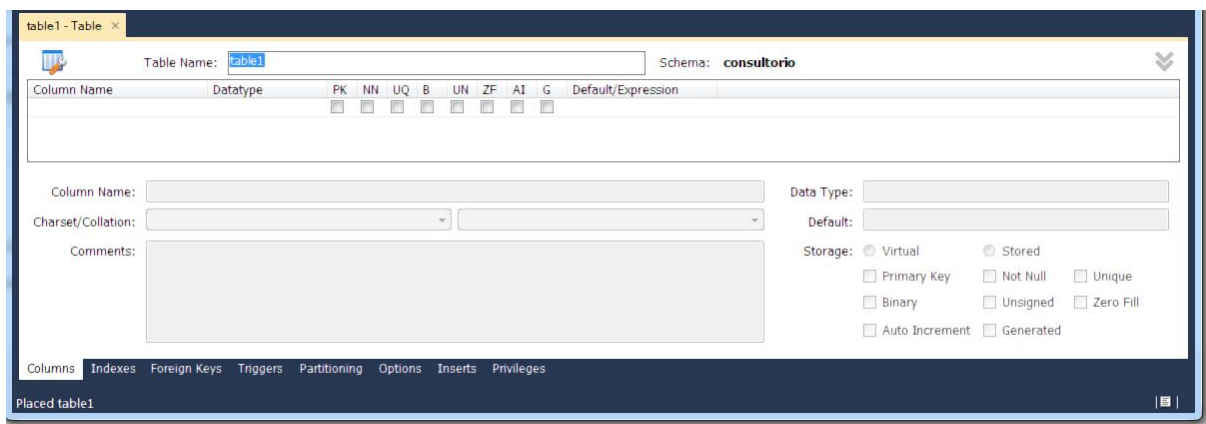 table1 - Table ×
Table Name: table1 Schema: consultorio
Column Name Datatype PK NN UQ B UN ZF AI G Default/Expression
Column Name: Data Type:
Charset/Collation: Default:
Comments: Storage: Virtual Stored
Primary Key Not Null Unique
Binary Unsigned Zero Fill
Auto Increment Generated
Columns Indexes Foreign Keys Triggers Partitioning Options Inserts Privileges
Placed table1